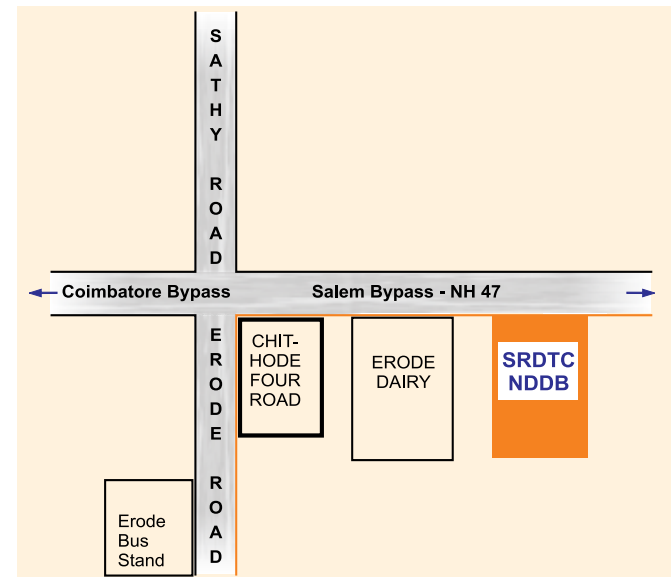 SATHY ROAD
Coimbatore Bypass
Salem Bypass - NH 47
ERODE ROAD
CHIT-
HODE
FOUR
ROAD
ERODE
DAIRY
SRDTC
NDDB
Erode
Bus
Stand